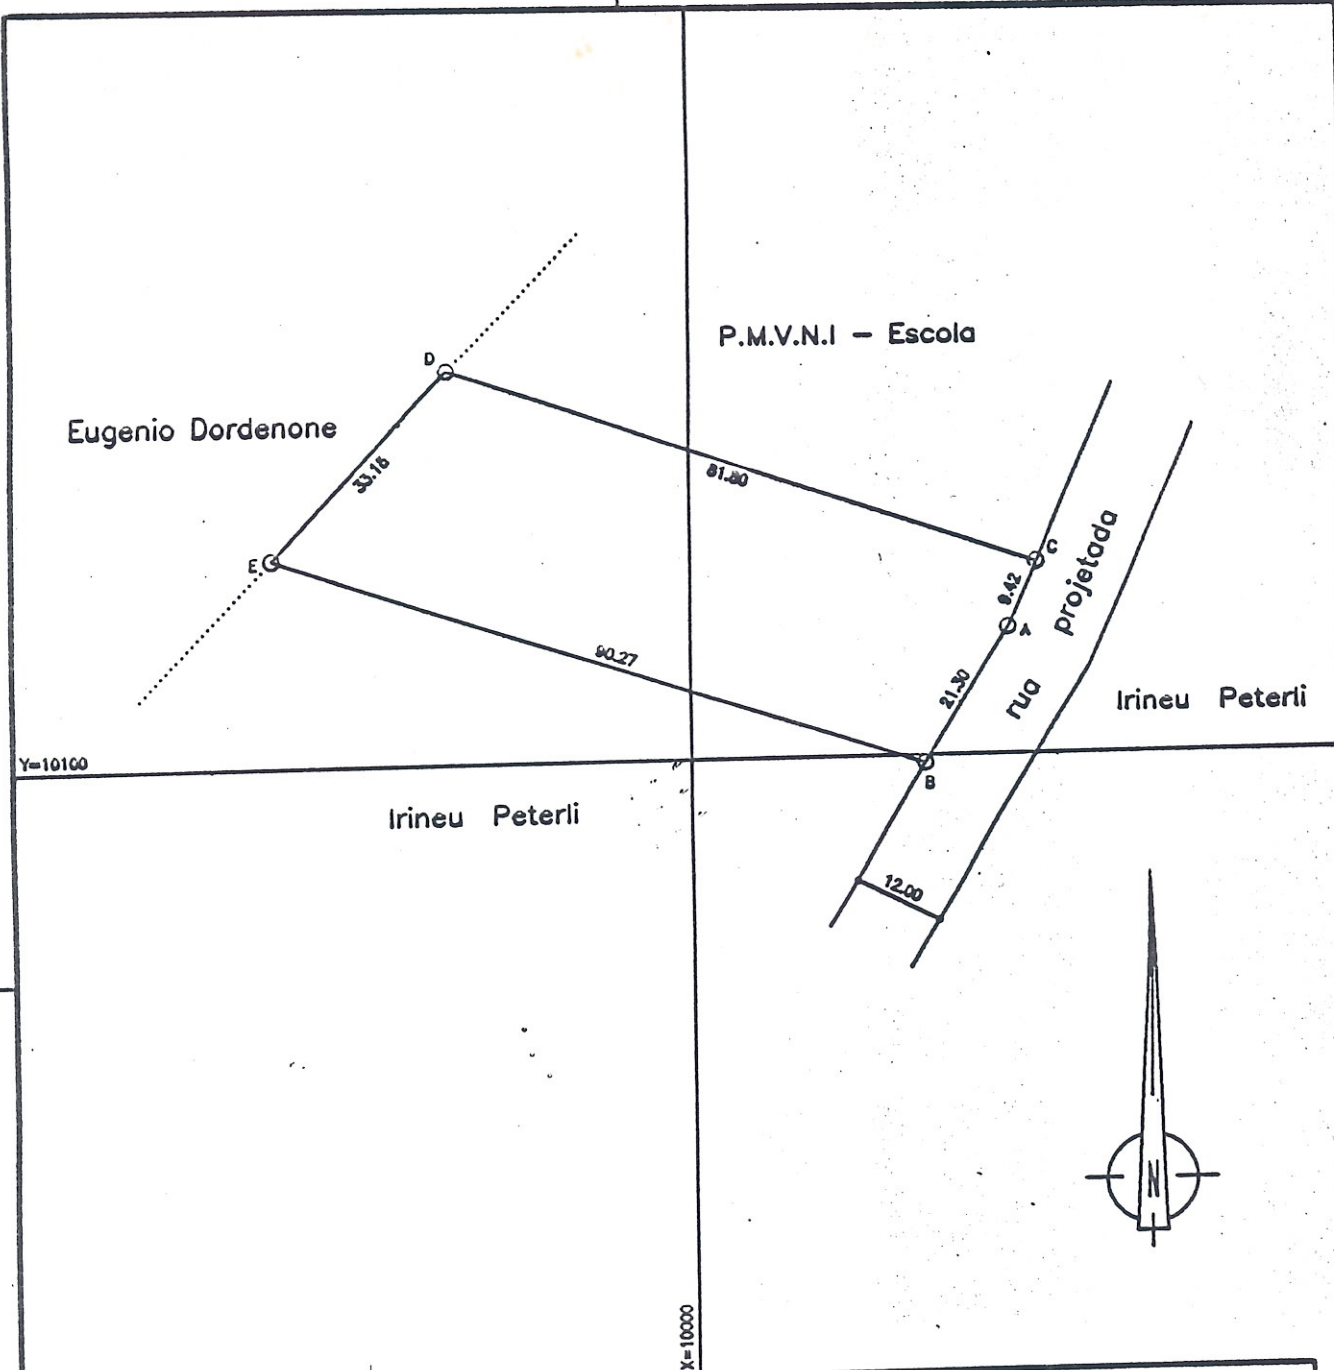 P.M.V.N.I — Escola
D
Eugenio Dordenone
33.15
81.80
C
E
9.42
A
projetada
90.27
21.30
rua
Irineu Peterli
Y=10100
B
Irineu Peterli
12.00
N
X=10000